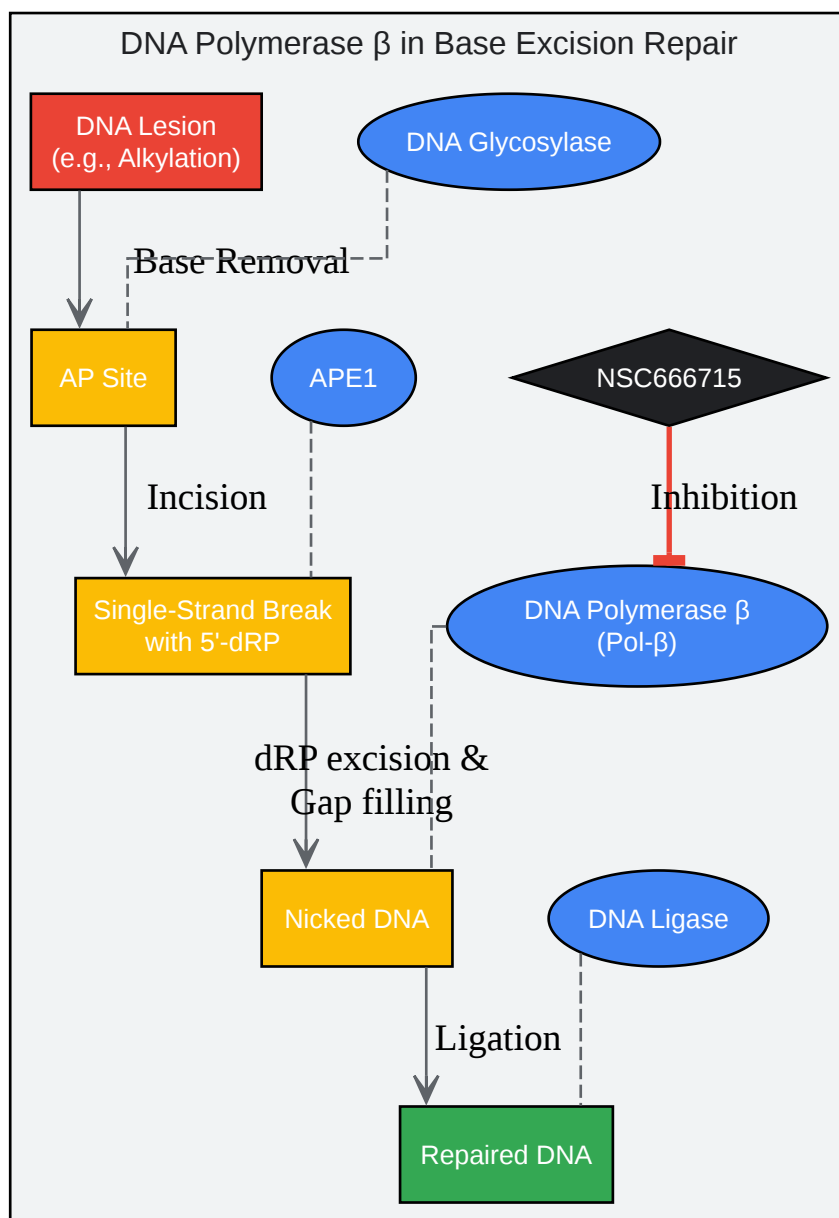 DNA Polymerase β in Base Excision Repair
DNA Lesion
(e.g., Alkylation)
DNA Glycosylase
Base Removal
AP Site
APE1
NSC666715
Incision
Inhibition
Single-Strand Break
with 5'-dRP
DNA Polymerase β
(Pol-β)
dRP excision &
Gap filling
Nicked DNA
DNA Ligase
Ligation
Repaired DNA